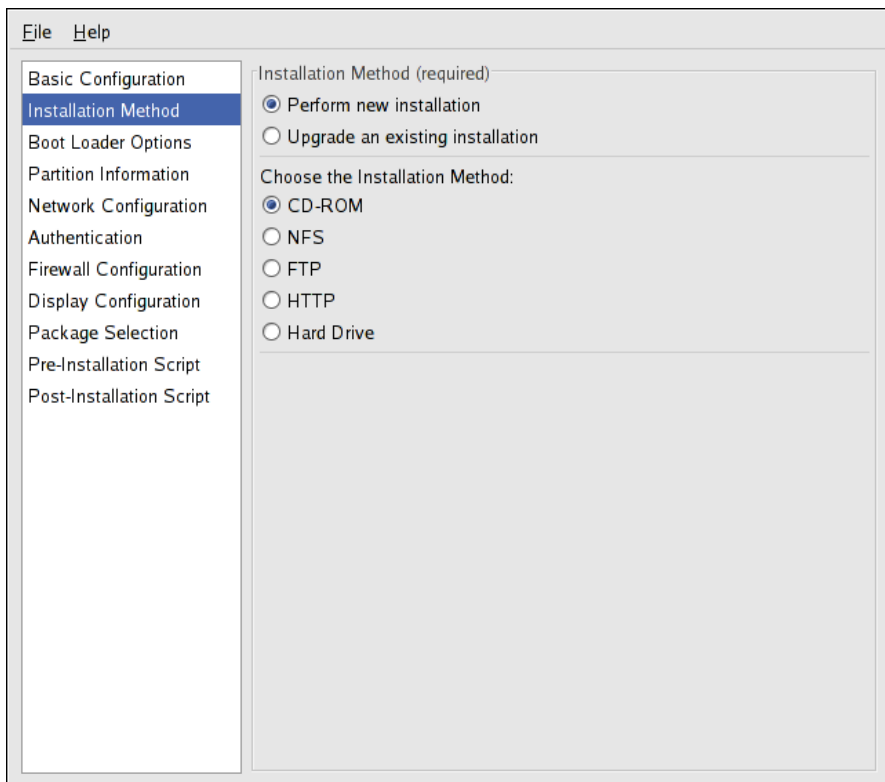 File Help
Basic Configuration
Installation Method
Boot Loader Options
Partition Information
Network Configuration
Authentication
Firewall Configuration
Display Configuration
Package Selection
Pre-Installation Script
Post-Installation Script
Installation Method (required)
Perform new installation
Upgrade an existing installation
Choose the Installation Method:
CD-ROM
NFS
FTP
HTTP
Hard Drive